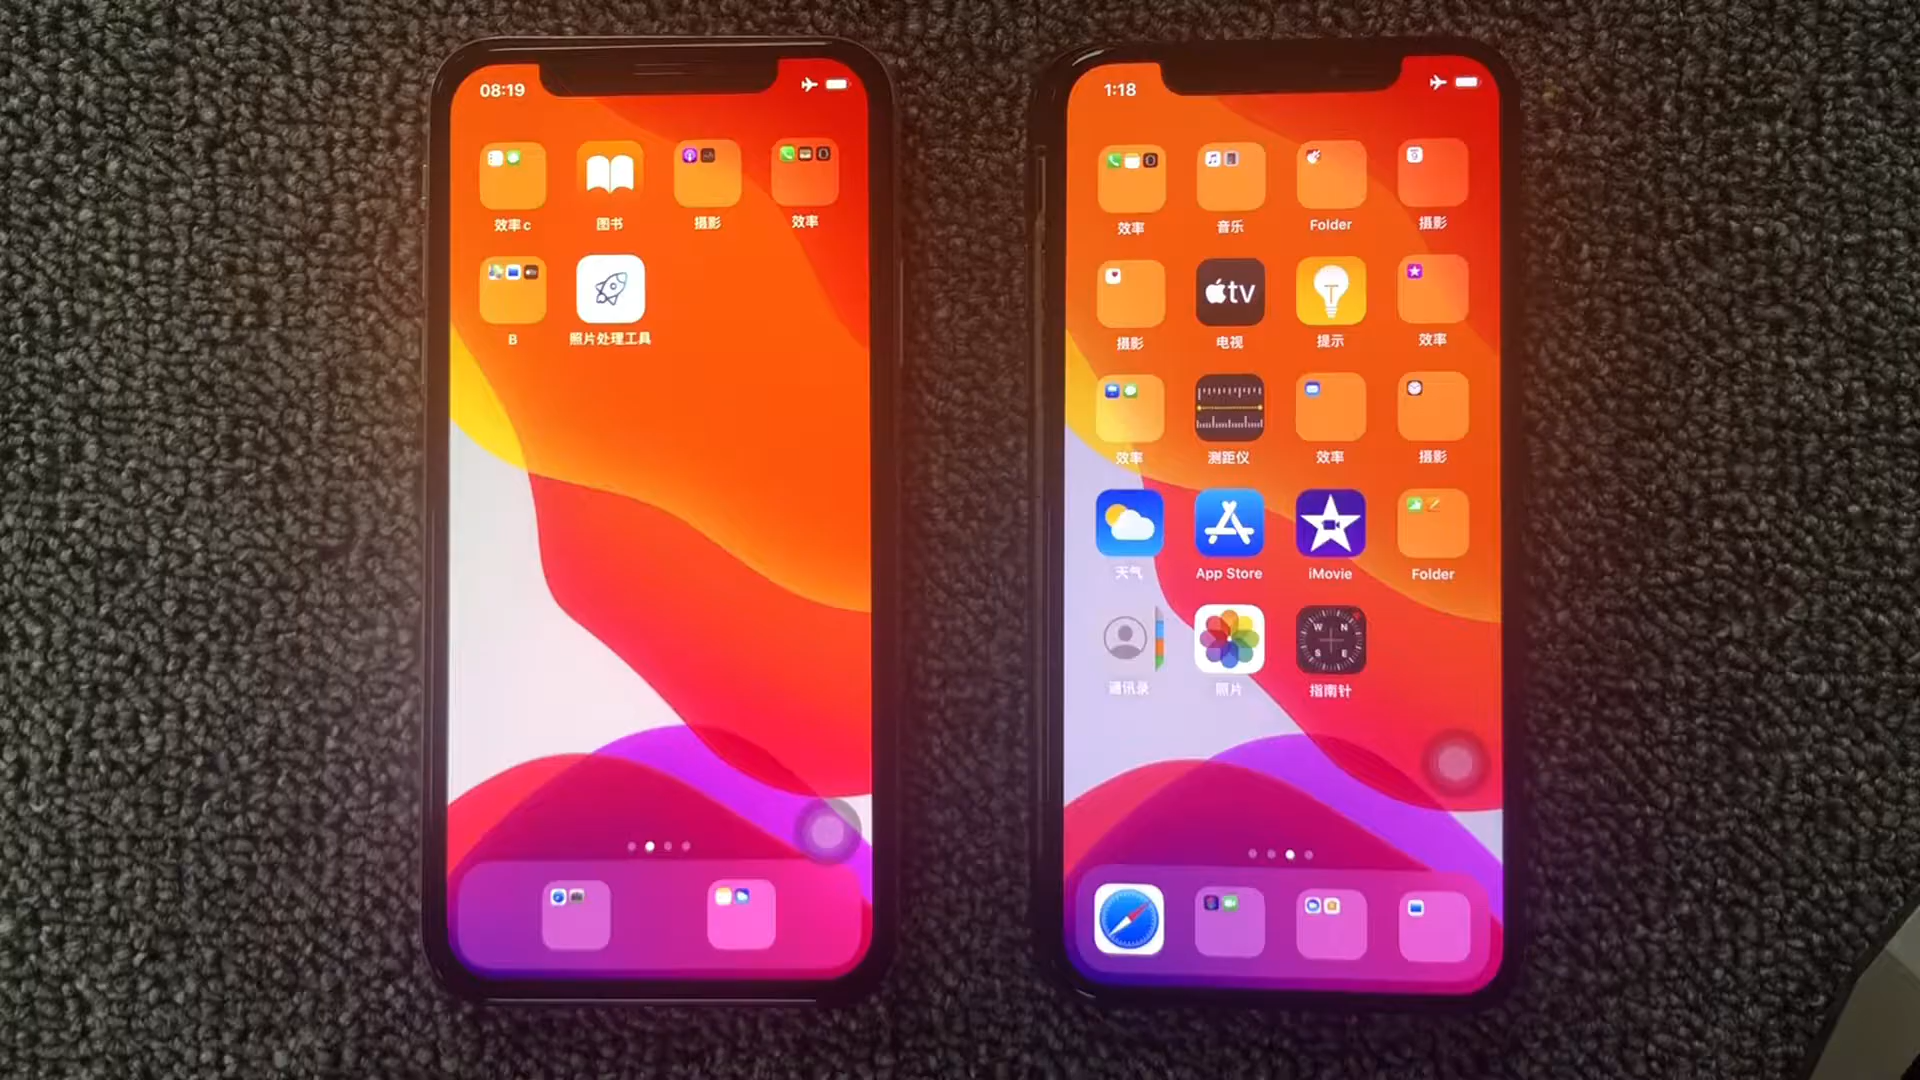 08:19
效率 c
图书
摄影
效率
B
照片处理工具
1:18
效率
音乐
Folder
摄影
摄影
tv
电视
提示
效率
效率
测距仪
效率
摄影
天气
App Store
iMovie
Folder
W N
S E
通讯录
照片
指南针